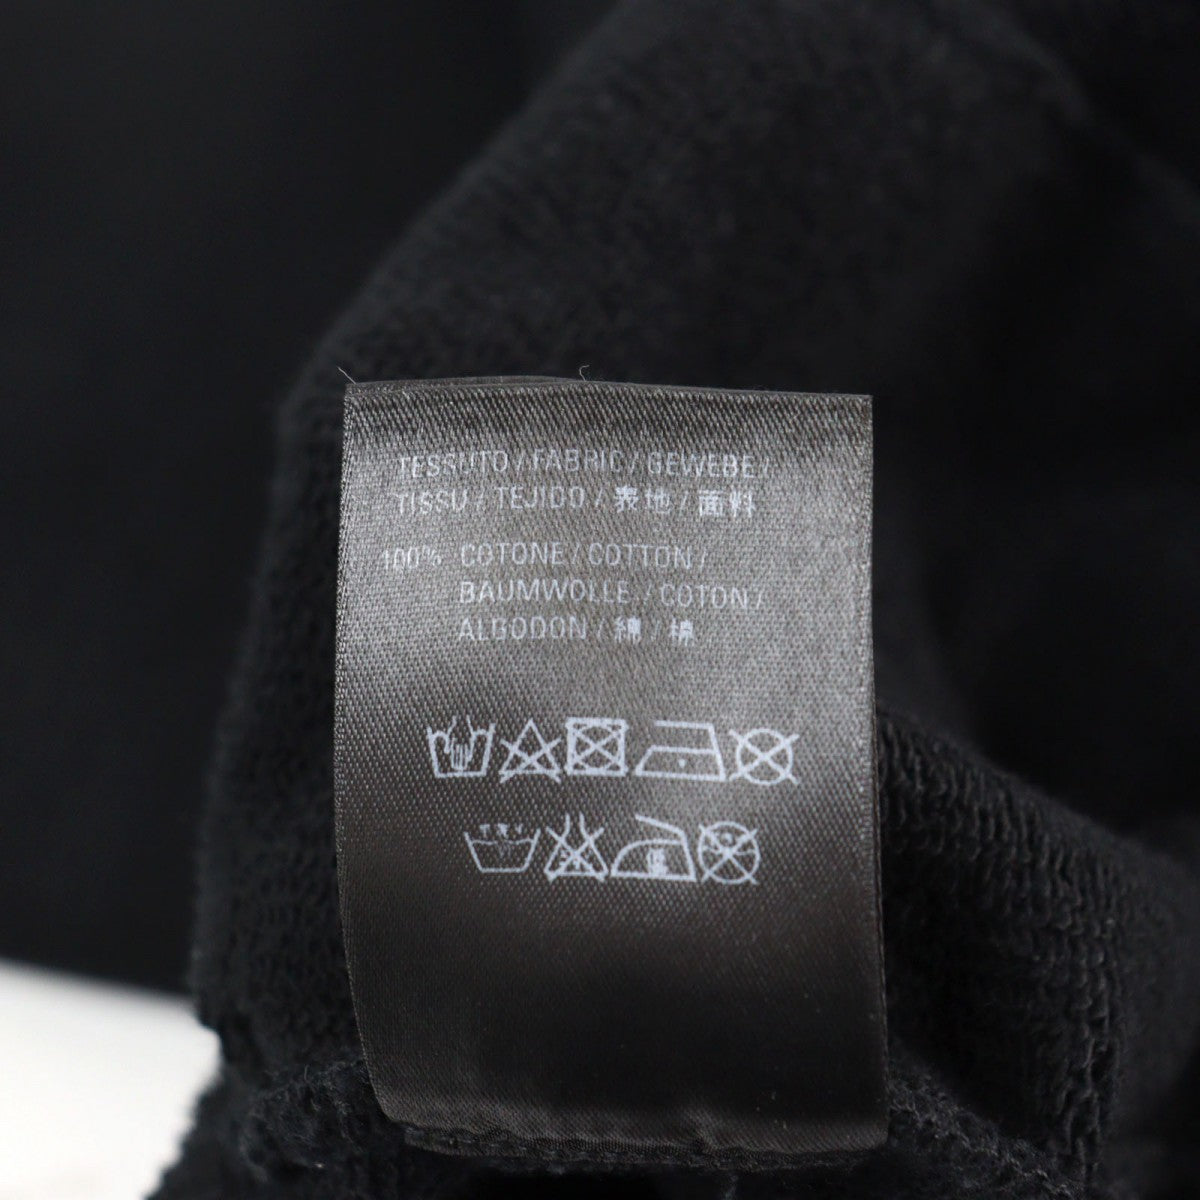 TESSUTO / FABRIC / GEWEBE /
TISSU / TEJIDO / 表地 / 面料
100% COTONE / COTTON /
BAUMWOLLE / COTON /
ALGODON / 綿 / 棉